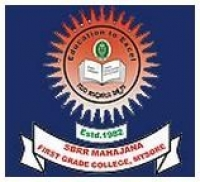 Education to Excel
Estd.1982
SBRR MAHAJANA
FIRST GRADE COLLEGE, MYSORE